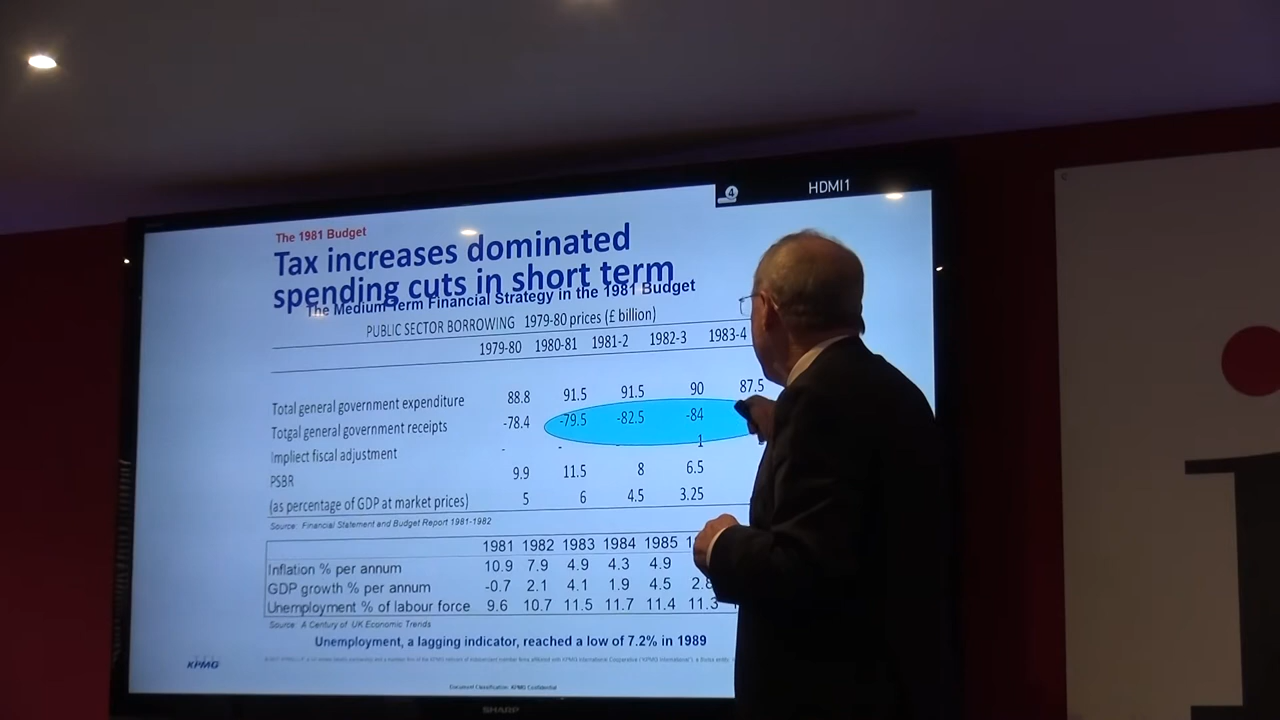 4 HDMI1
The 1981 Budget
Tax increases dominated
spending cuts in short term
The Medium Term Financial Strategy in the 1981 Budget
PUBLIC SECTOR BORROWING 1979-80 prices (£ billion)
1979-80 1980-81 1981-2 1982-3 1983-4
Total general government expenditure 88.8 91.5 91.5 90 87.5
Totgal general government receipts -78.4 -79.5 -82.5 -84
Impliect fiscal adjustment - - - 1
PSBR 9.9 11.5 8 6.5
(as percentage of GDP at market prices) 5 6 4.5 3.25
Source: Financial Statement and Budget Report 1981-1982
1981 1982 1983 1984 1985
Inflation % per annum 10.9 7.9 4.9 4.3 4.9
GDP growth % per annum -0.7 2.1 4.1 1.9 4.5 2.8
Unemployment % of labour force 9.6 10.7 11.5 11.7 11.4 11.3
Source: A Century of UK Economic Trends
Unemployment, a lagging indicator, reached a low of 7.2% in 1989
KPMG
Document Classification: KPMG Confidential
SHARP